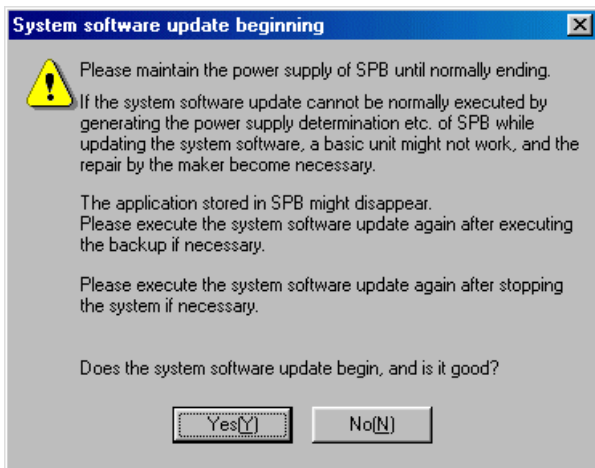 System software update beginning
Please maintain the power supply of SPB until normally ending.
If the system software update cannot be normally executed by
generating the power supply determination etc. of SPB while
updating the system software, a basic unit might not work, and the
repair by the maker become necessary.
The application stored in SPB might disappear.
Please execute the system software update again after executing
the backup if necessary.
Please execute the system software update again after stopping
the system if necessary.
Does the system software update begin, and is it good?
Yes(Y) No(N)